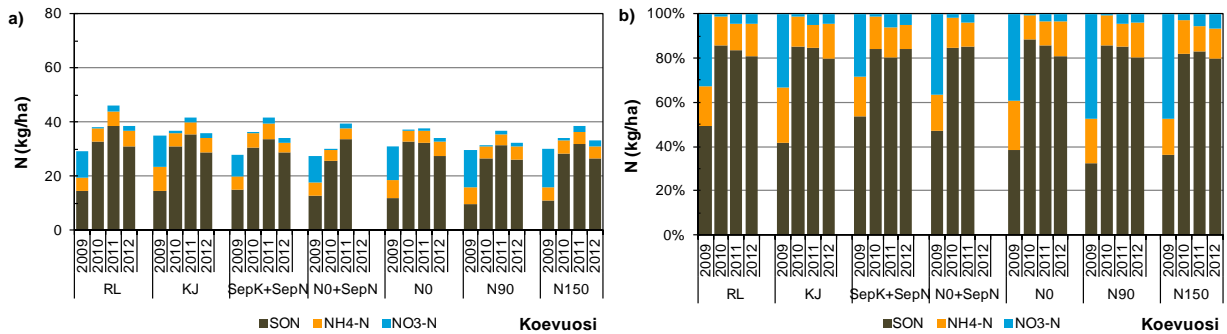 a)
N (kg/ha)
80
60
40
20
0
2009 2010 2011 2012 2009 2010 2011 2012 2009 2010 2011 2012 2009 2010 2011 2012 2009 2010 2011 2012 2009 2010 2011 2012 2009 2010 2011 2012
RL KJ SepK+SepN N0+SepN N0 N90 N150
SON NH4-N NO3-N Koevuosi
b)
N (kg/ha)
100%
80%
60%
40%
20%
0%
2009 2010 2011 2012 2009 2010 2011 2012 2009 2010 2011 2012 2009 2010 2011 2012 2009 2010 2011 2012 2009 2010 2011 2012 2009 2010 2011 2012
RL KJ SepK+SepN N0+SepN N0 N90 N150
SON NH4-N NO3-N Koevuosi